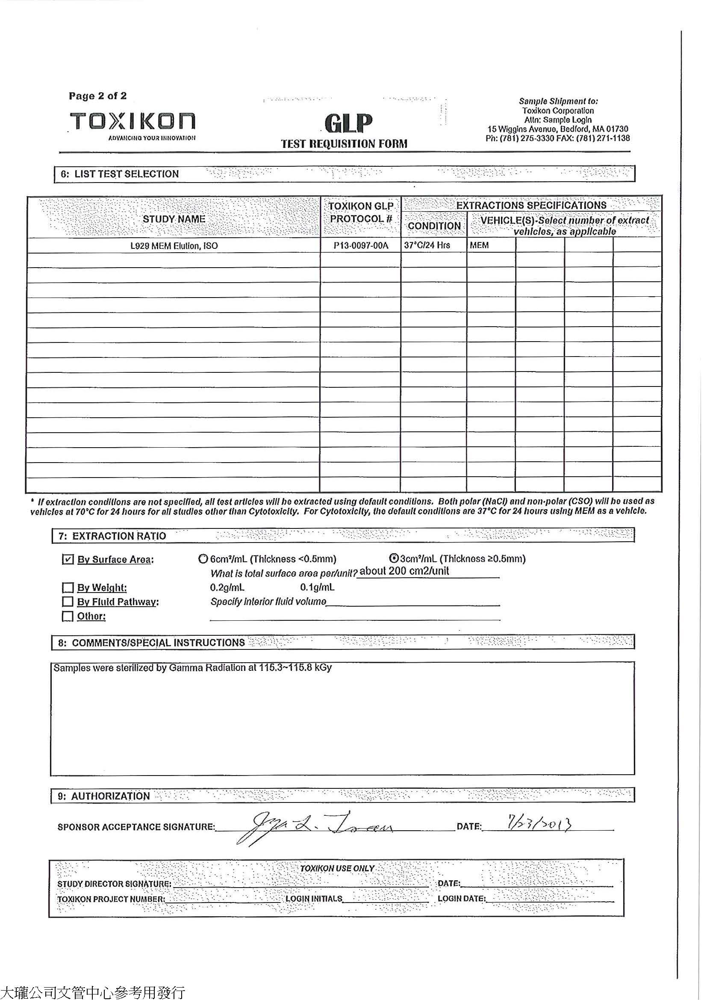 Page 2 of 2
TOXIKON
ADVANCING YOUR INNOVATION
GLP
TEST REQUISITION FORM
Sample Shipment to:
Toxikon Corporation
Attn: Sample Login
15 Wiggins Avenue, Bedford, MA 01730
Ph: (781) 275-3330 FAX: (781) 271-1138
6: LIST TEST SELECTION
STUDY NAME
TOXIKON GLP
PROTOCOL #
EXTRACTIONS SPECIFICATIONS
CONDITION
VEHICLE(S)-Select number of extract
vehicles, as applicable
L929 MEM Elution, ISO P13-0097-00A 37°C/24 Hrs MEM
* If extraction conditions are not specified, all test articles will be extracted using default conditions. Both polar (NaCl) and non-polar (CSO) will be used as
vehicles at 70°C for 24 hours for all studies other than Cytotoxicity. For Cytotoxicity, the default conditions are 37°C for 24 hours using MEM as a vehicle.
7: EXTRACTION RATIO
By Surface Area: 6cm²/mL (Thickness <0.5mm) 3cm²/mL (Thickness ≥0.5mm)
What is total surface area per/unit? about 200 cm2/unit
By Weight: 0.2g/mL 0.1g/mL
By Fluid Pathway: Specify interior fluid volume
Other:
8: COMMENTS/SPECIAL INSTRUCTIONS
Samples were sterilized by Gamma Radiation at 115.3~115.8 kGy
9: AUTHORIZATION
SPONSOR ACCEPTANCE SIGNATURE: DATE: 7/23/2013
TOXIKON USE ONLY
STUDY DIRECTOR SIGNATURE: DATE:
TOXIKON PROJECT NUMBER: LOGIN INITIALS LOGIN DATE:
大瓏公司文管中心參考用發行